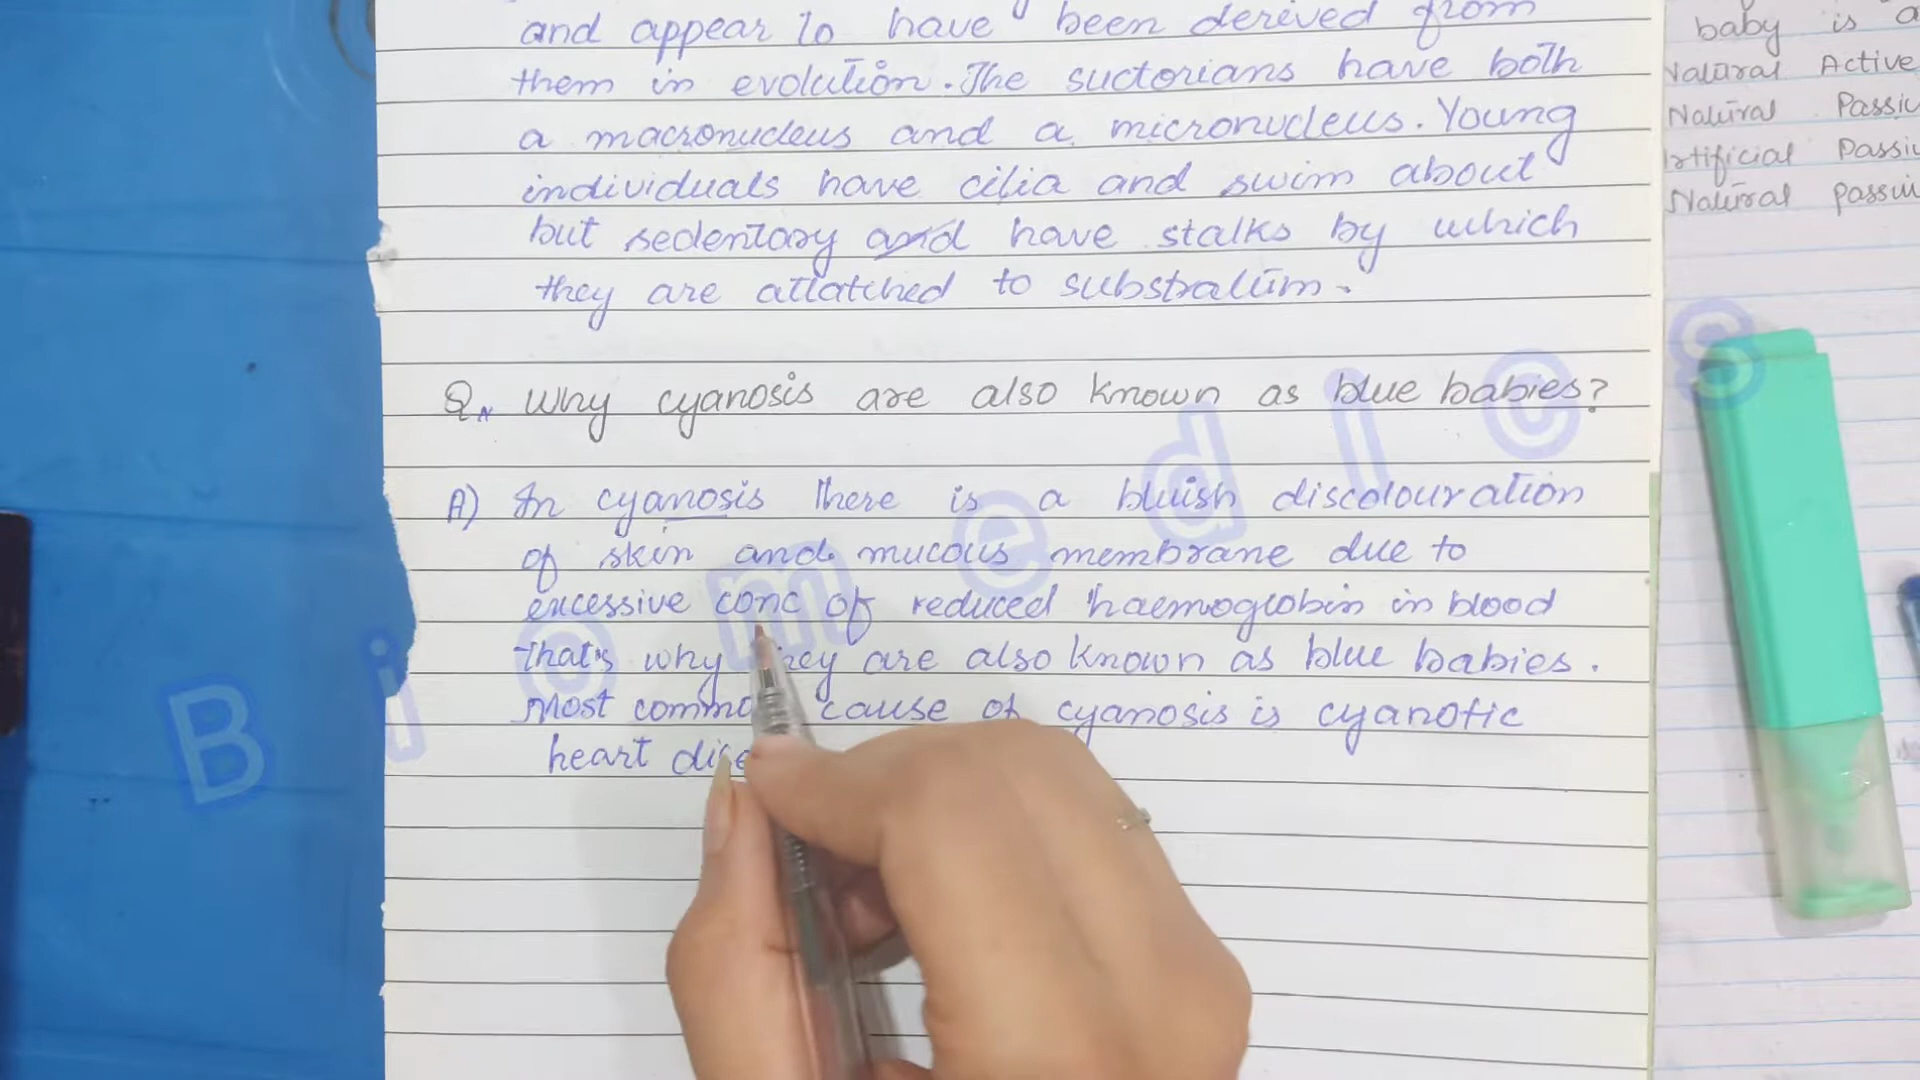 and appear to have been derived from
them in evolution. The suctorians have both
a macronucleus and a micronucleus. Young
individuals have cilia and swim about
but sedentary and have stalks by which
they are attatched to substratum.
Q. Why cyanosis are also known as blue babies?
A) In cyanosis there is a bluish discolouration
of skin and mucous membrane due to
excessive conc of reduced haemoglobin in blood
that's why they are also known as blue babies.
Most common cause of cyanosis is cyanotic
heart
baby is a
Natural Active
Natural
Artificial
Natural
Biomedics